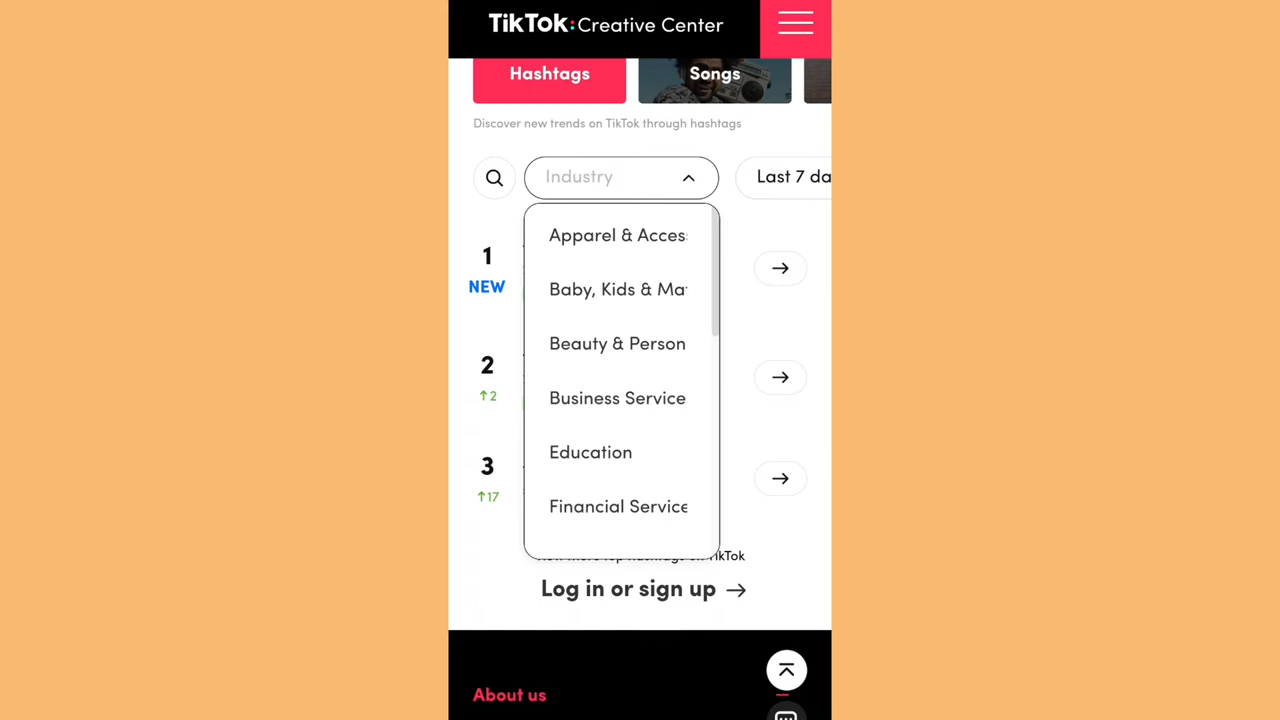 TikTok: Creative Center
Hashtags
Songs
Discover new trends on TikTok through hashtags
Industry
Last 7 da
Apparel & Acces
1
NEW
Baby, Kids & Ma
Beauty & Person
2
↑2
Business Service
Education
3
↑17
Financial Service
TikTok
Log in or sign up →
About us